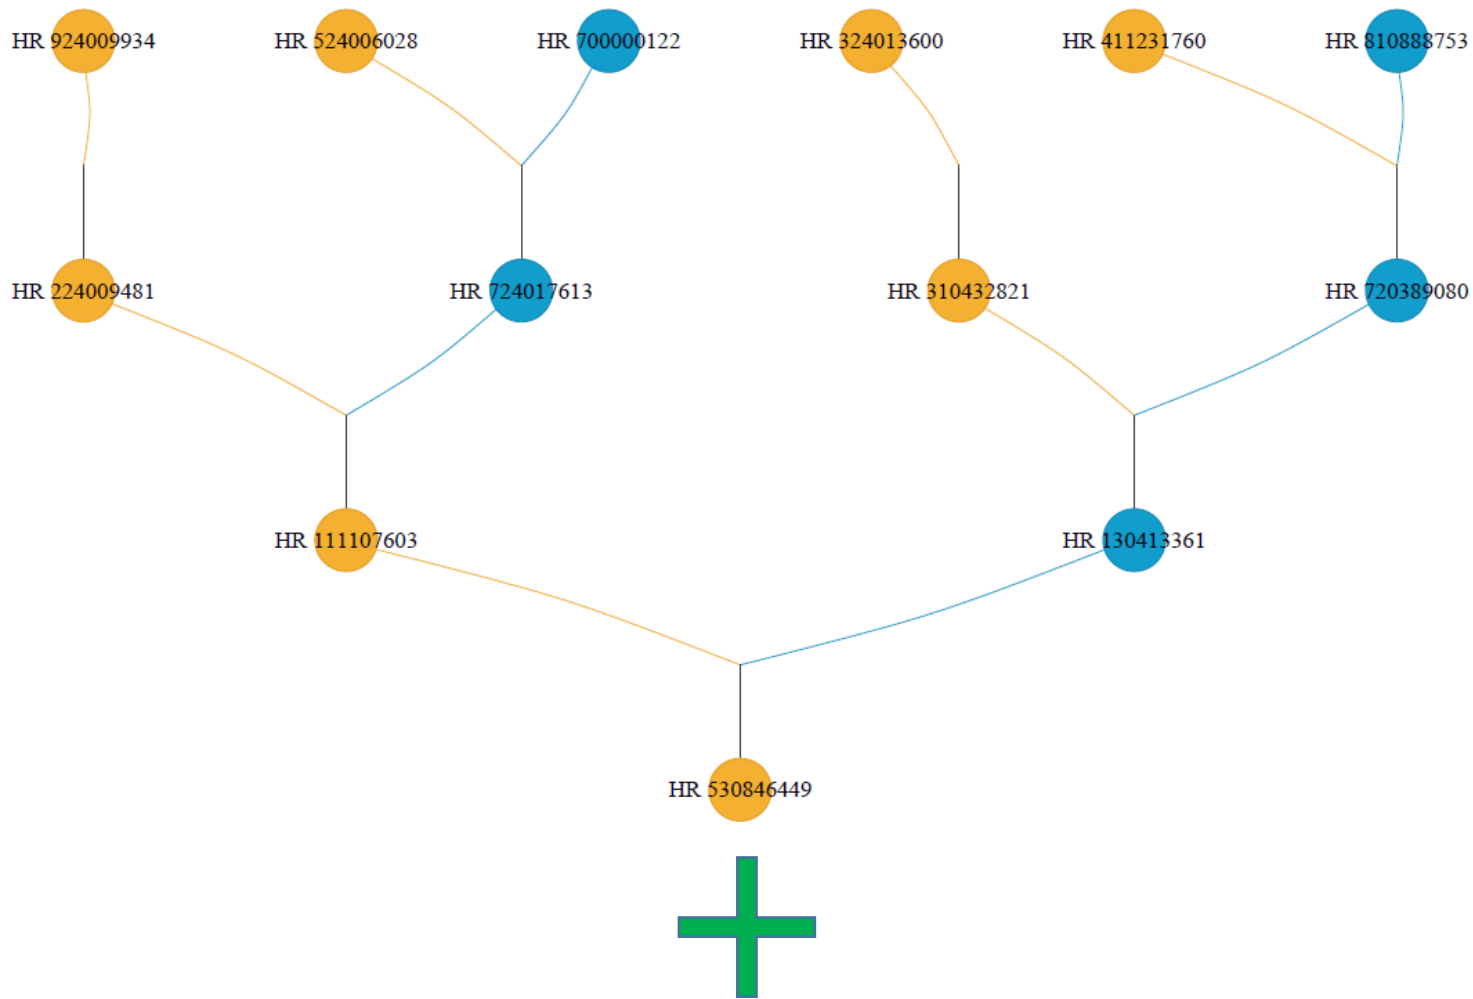 HR 924009934
HR 524006028
HR 700000122
HR 324013600
HR 411231760
HR 810888753
HR 224009481
HR 724017613
HR 310432821
HR 720389080
HR 111107603
HR 130413361
HR 530846449